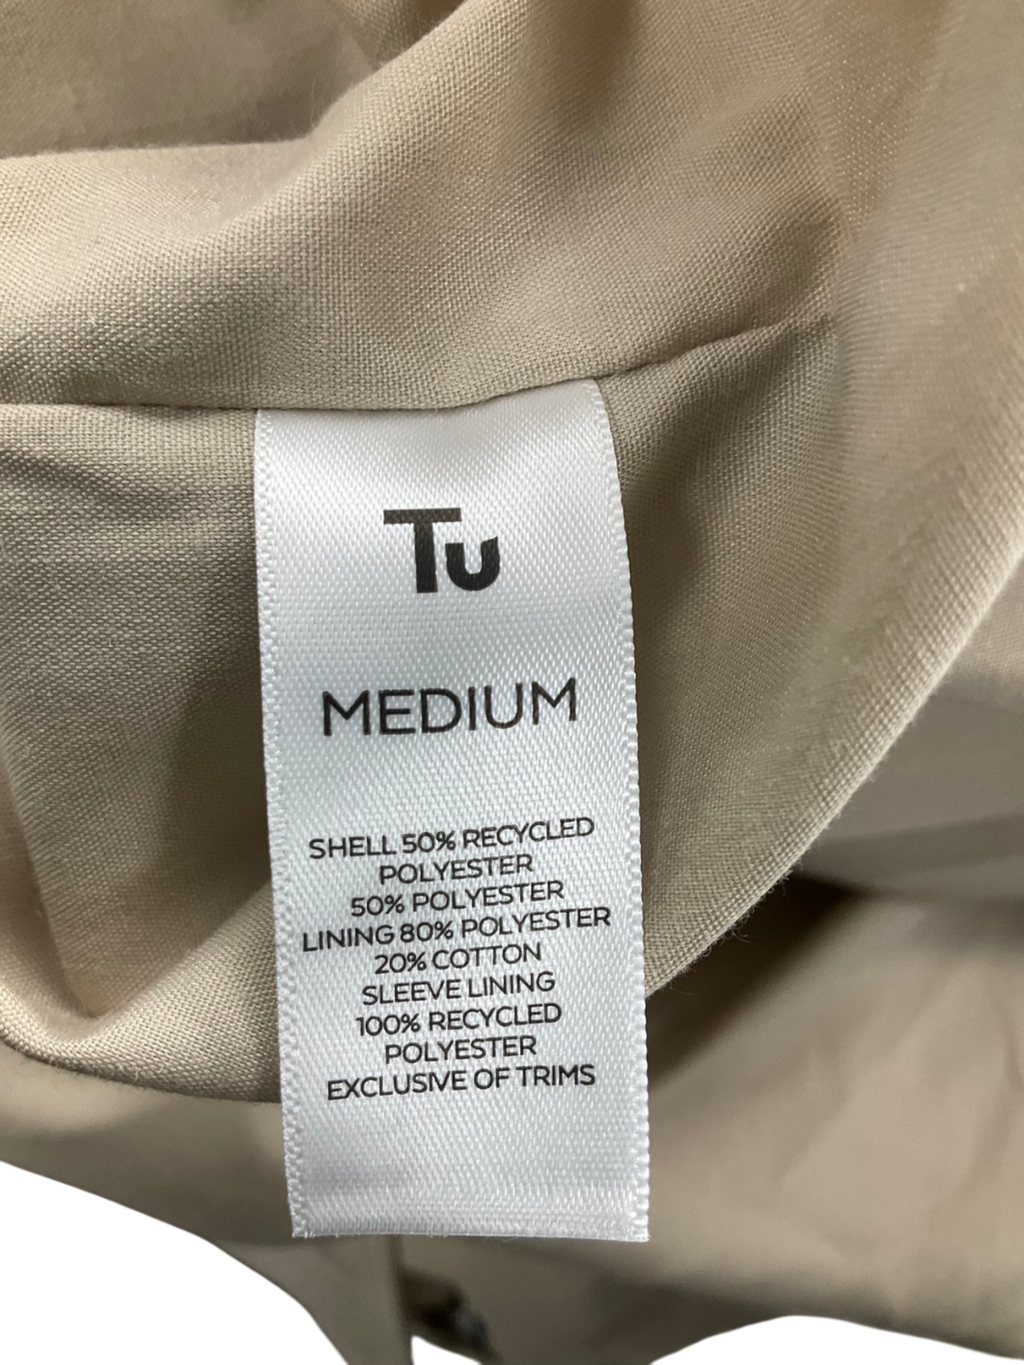 Tu
MEDIUM
SHELL 50% RECYCLED
POLYESTER
50% POLYESTER
LINING 80% POLYESTER
20% COTTON
SLEEVE LINING
100% RECYCLED
POLYESTER
EXCLUSIVE OF TRIMS